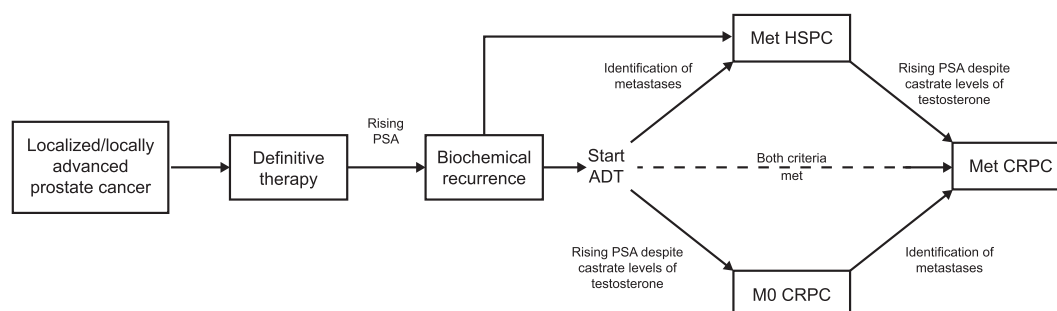 Localized/locally
advanced
prostate cancer
Definitive
therapy
Rising
PSA
Biochemical
recurrence
Start
ADT
Identification of
metastases
Met HSPC
Rising PSA despite
castrate levels of
testosterone
Both criteria
met
Met CRPC
Rising PSA despite
castrate levels of
testosterone
M0 CRPC
Identification of
metastases